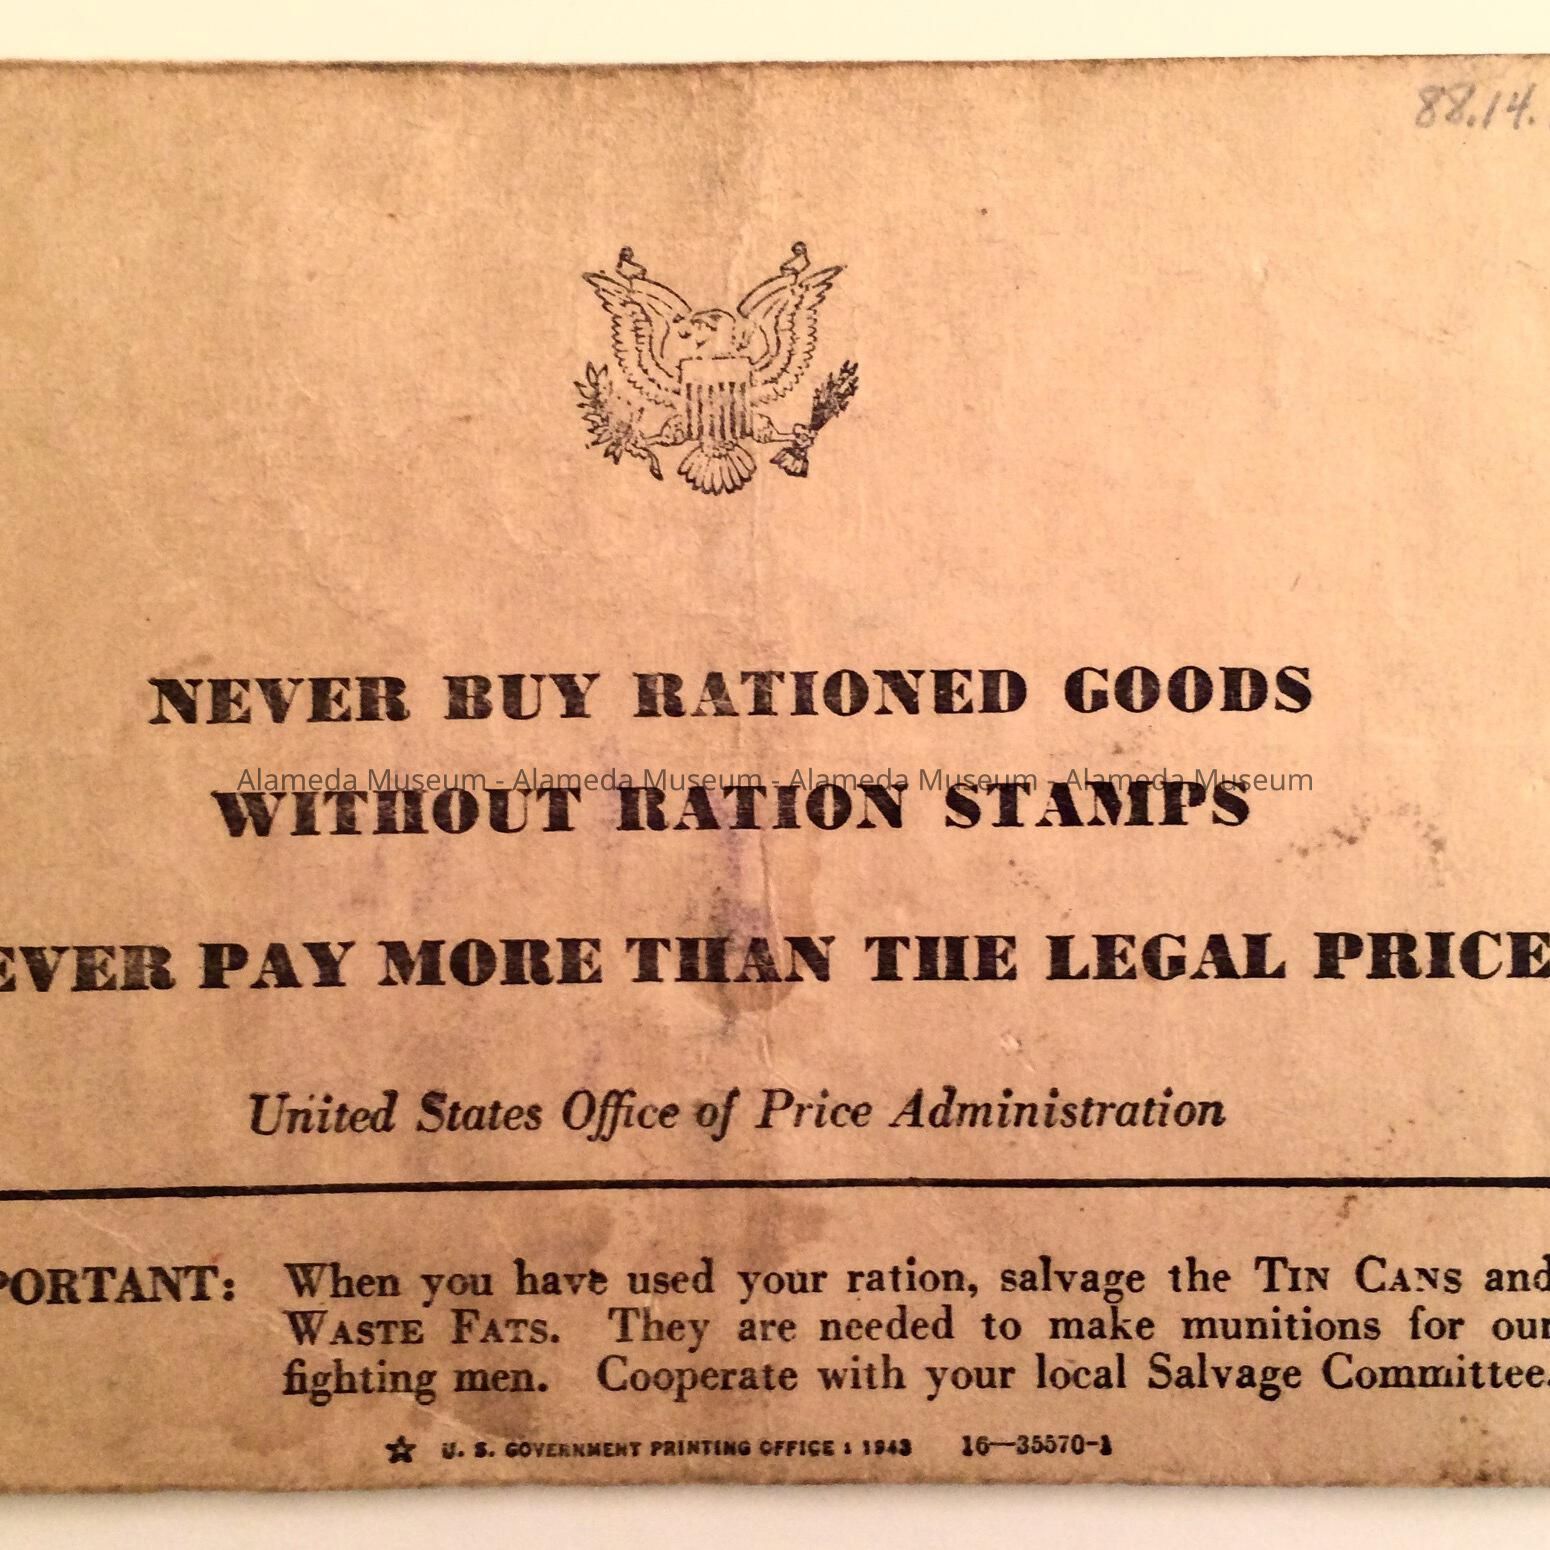 88.14.
NEVER BUY RATIONED GOODS
WITHOUT RATION STAMPS
Alameda Museum - Alameda Museum - Alameda Museum - Alameda Museum
EVER PAY MORE THAN THE LEGAL PRICE
United States Office of Price Administration
PORTANT: When you have used your ration, salvage the TIN CANS and
WASTE FATS. They are needed to make munitions for our
fighting men. Cooperate with your local Salvage Committee.
☆ U. S. GOVERNMENT PRINTING OFFICE : 1943 16—35570-1